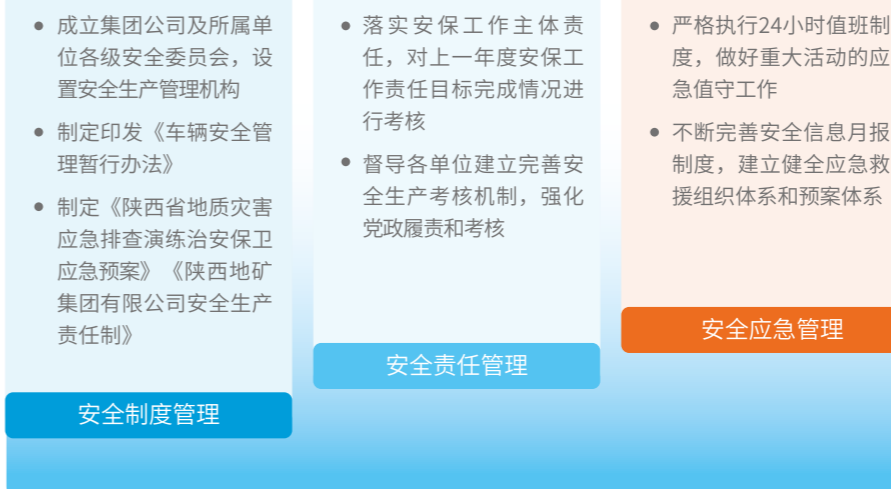 成立集团公司及所属单
位各级安全委员会，设
置安全生产管理机构
制定印发《车辆安全管
理暂行办法》
制定《陕西省地质灾害
应急排查演练治安保卫
应急预案》《陕西地矿
集团有限公司安全生产
责任制》
安全制度管理
落实安保工作主体责
任，对上一年度安保工
作责任目标完成情况进
行考核
督导各单位建立完善安
全生产考核机制，强化
党政履责和考核
安全责任管理
严格执行24小时值班制
度，做好重大活动的应
急值守工作
不断完善安全信息月报
制度，建立健全应急救
援组织体系和预案体系
安全应急管理